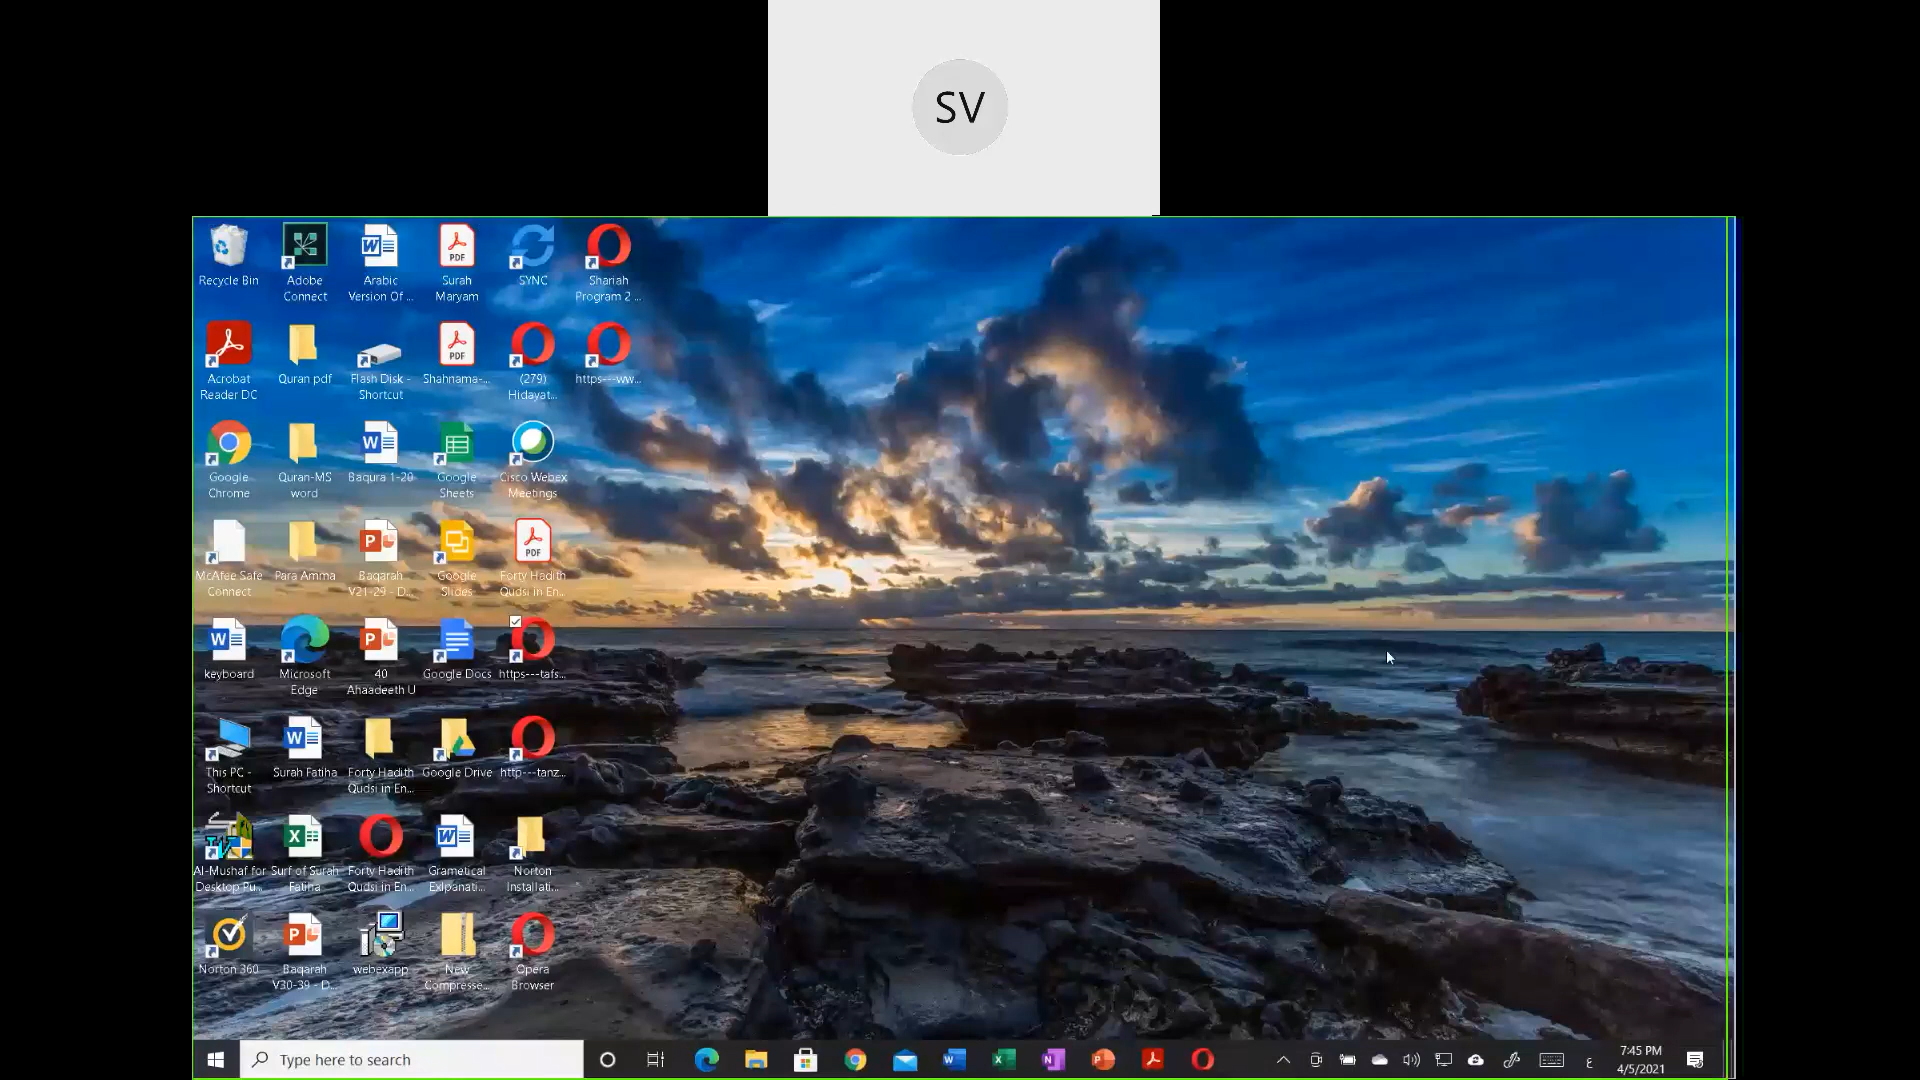 SV
Recycle Bin
Adobe
Connect
Arabic
Version Of ...
Surah
Maryam
SYNC
Shariah
Program 2 ...
Acrobat
Reader DC
Quran pdf
Flash Disk -
Shortcut
PDF
Shahnama-...
(279)
Hidayat...
https---ww...
Google
Chrome
Quran-MS
word
Baqura 1-20
Google
Sheets
Cisco Webex
Meetings
McAfee Safe
Connect
Para Amma
Baqarah
V21-29 - D...
Google
Slides
PDF
Forty Hadith
Qudsi in En...
keyboard
Microsoft
Edge
40
Ahaadeeth U
Google Docs
https---tafs...
This PC -
Shortcut
Surah Fatiha
Forty Hadith
Qudsi in En...
Google Drive
http---tanz...
Al-Mushaf for
Desktop Pu...
Surf of Surah
Fatiha
Forty Hadith
Qudsi in En...
Grametical
Exlpanati...
Norton
Installati...
Norton 360
Baqarah
V30-39 - D...
webexapp
New
Compresse...
Opera
Browser
Type here to search
ع
7:45 PM
4/5/2021